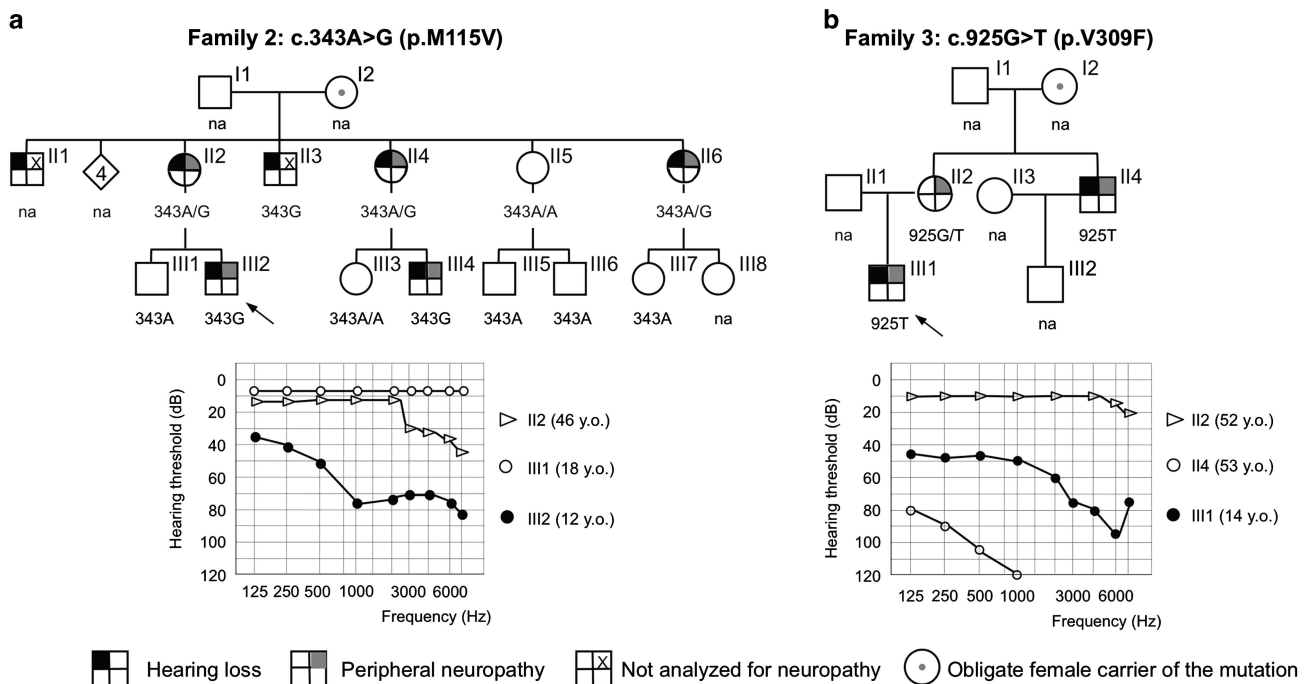 a
Family 2: c.343A>G (p.M115V)
I1
I2
na
na
II1
4
II2
II3
II4
II5
II6
X
X
na
na
343A/G
343G
343A/G
343A/A
343A/G
III1
III2
III3
III4
III5
III6
III7
III8
343A
343G
343A/A
343G
343A
343A
343A
na
Hearing threshold (dB)
0
20
40
60
80
100
120
125 250 500 1000 3000 6000
Frequency (Hz)
II2 (46 y.o.)
III1 (18 y.o.)
III2 (12 y.o.)
b
Family 3: c.925G>T (p.V309F)
I1
I2
na
na
II1
II2
II3
II4
na
925G/T
na
925T
III1
III2
925T
na
Hearing threshold (dB)
0
20
40
60
80
100
120
125 250 500 1000 3000 6000
Frequency (Hz)
II2 (52 y.o.)
II4 (53 y.o.)
III1 (14 y.o.)
Hearing loss
Peripheral neuropathy
X
Not analyzed for neuropathy
Obligate female carrier of the mutation